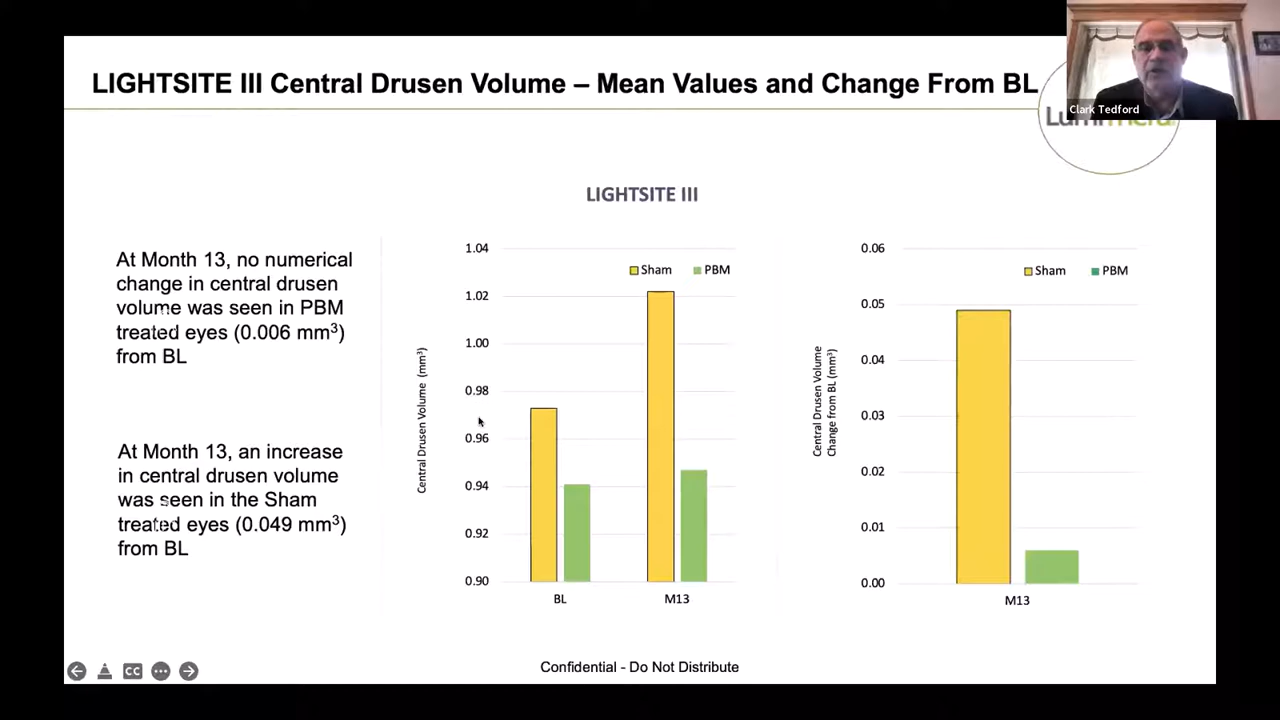 LIGHTSITE III Central Drusen Volume – Mean Values and Change From BL
Clark Tedford
LIGHTSITE III
At Month 13, no numerical
change in central drusen
volume was seen in PBM
treated eyes (0.006 mm³)
from BL
At Month 13, an increase
in central drusen volume
was seen in the Sham
treated eyes (0.049 mm³)
from BL
Central Drusen Volume (mm³)
1.04
1.02
1.00
0.98
0.96
0.94
0.92
0.90
Sham PBM
BL M13
Central Drusen Volume
Change from BL (mm³)
0.06
0.05
0.04
0.03
0.02
0.01
0.00
Sham PBM
M13
CC
Confidential - Do Not Distribute